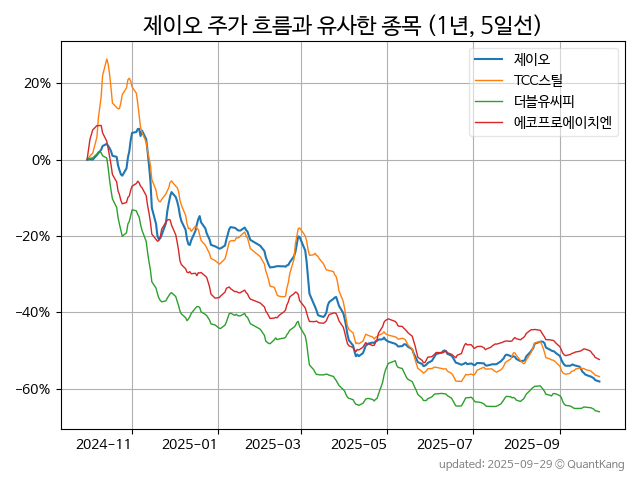 제이오 주가 흐름과 유사한 종목 (1년, 5일선)
제이오
TCC스틸
더블유씨피
에코프로에이치엔
20%
0%
−20%
−40%
−60%
2024−11
2025−01
2025−03
2025−05
2025−07
2025−09
updated: 2025-09-29 © QuantKang